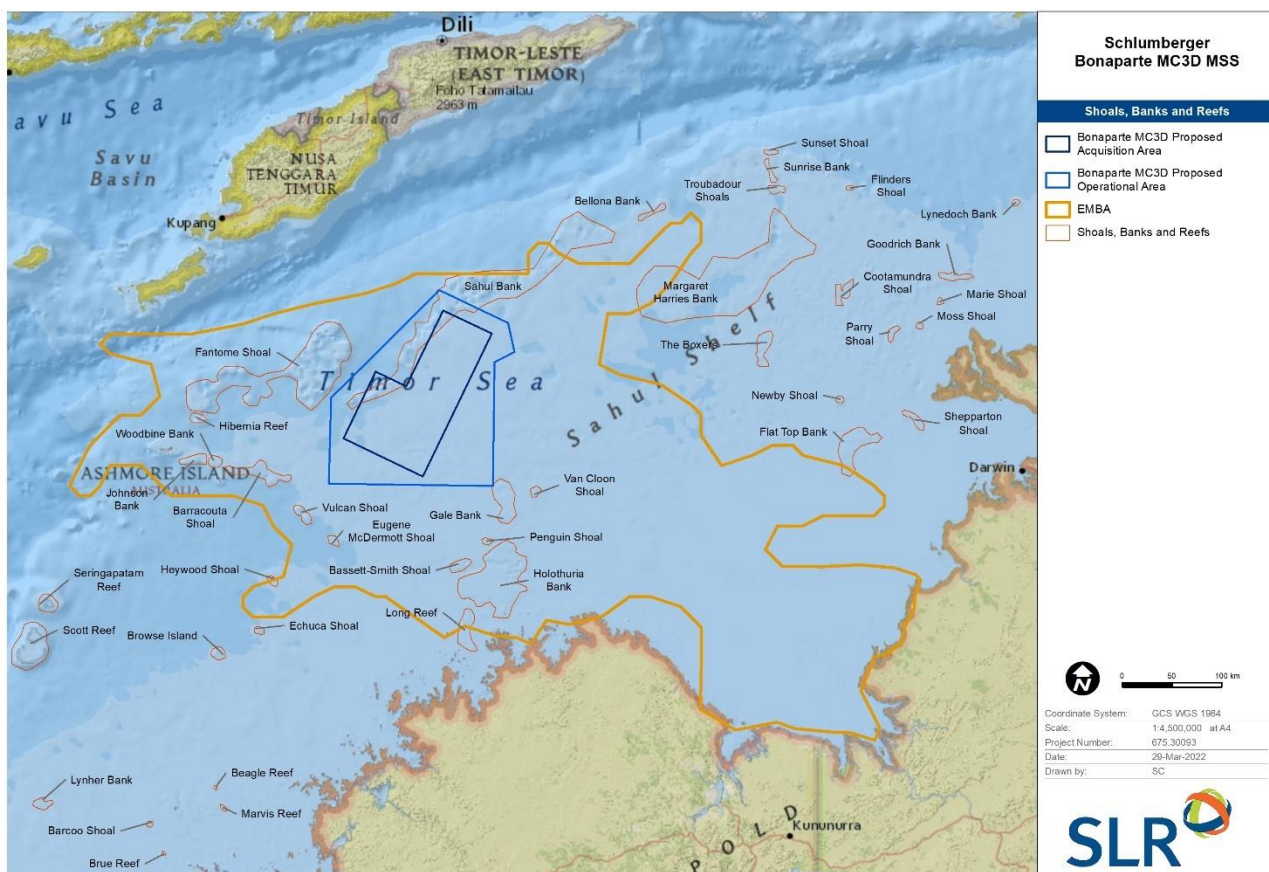 Dili
TIMOR-LESTE
(EAST TIMOR)
Foho Tatamailau
2963 m
Timor Island
avu Sea
Savu
Basin
NUSA
TENGGARA
TIMUR
Kupang
Sunset Shoal
Sunrise Bank
Troubadour
Shoals
Flinders
Shoal
Bellona Bank
Lynedoch Bank
Goodrich Bank
Cootamundra
Shoal
Sahul Bank
Margaret
Harries Bank
Marie Shoal
Moss Shoal
Parry
Shoal
The Boxers
Fantome Shoal
Timor Sea
Sahul Shelf
Newby Shoal
Hibernia Reef
Shepparton
Shoal
Flat Top Bank
Woodbine Bank
Darwin
ASHMORE ISLAND
AUSTRALIA
Johnson
Bank
Barracouta
Shoal
Van Cloon
Shoal
Vulcan Shoal
Gale Bank
Eugene
McDermott Shoal
Penguin Shoal
Bassett-Smith Shoal
Heywood Shoal
Holothuria
Bank
Seringapatam
Reef
Long Reef
Scott Reef
Browse Island
Echuca Shoal
Lynher Bank
Beagle Reef
Marvis Reef
Barcoo Shoal
Brue Reef
Kununurra
POLD
Schlumberger
Bonaparte MC3D MSS
Shoals, Banks and Reefs
Bonaparte MC3D Proposed
Acquisition Area
Bonaparte MC3D Proposed
Operational Area
EMBA
Shoals, Banks and Reefs
N
0 50 100 km
Coordinate System: GCS WGS 1984
Scale: 1:4,500,000 at A4
Project Number: 675.30093
Date: 29-Mar-2022
Drawn by: SC
SLR